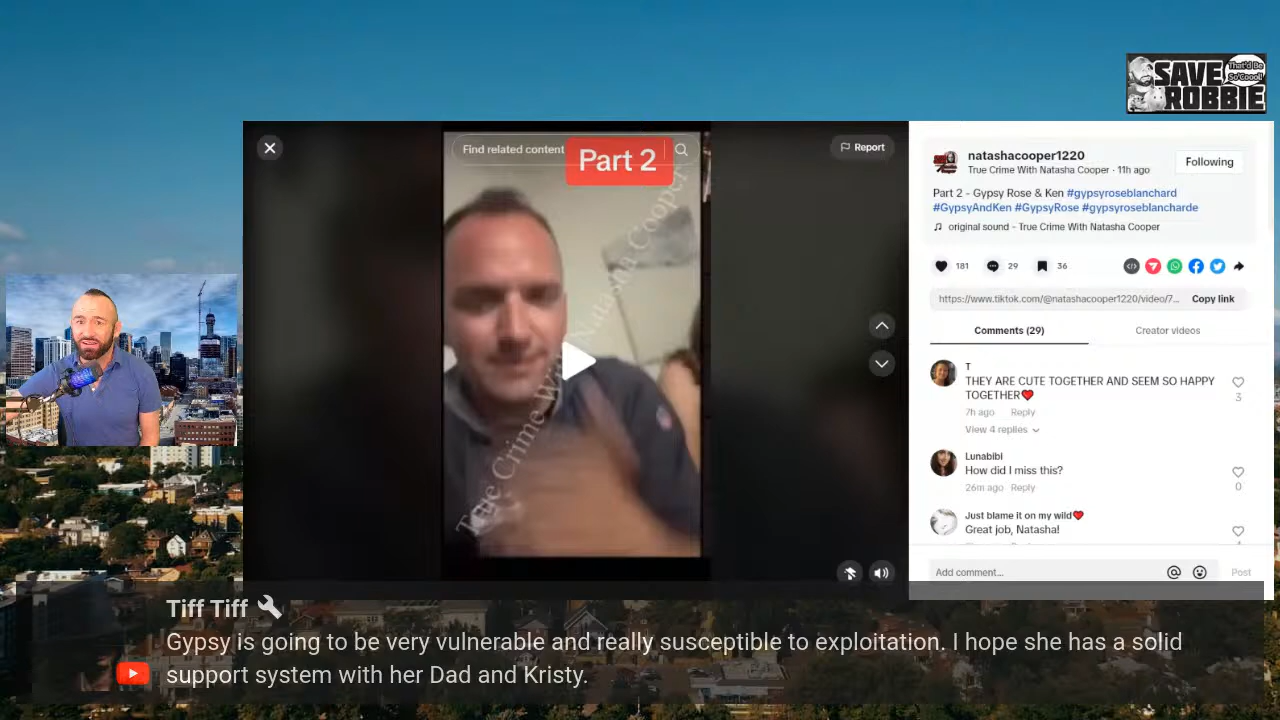 That'd Be
So Coool!
SAVE
ROBBIE
Find related content
Part 2
Report
True Crime With Natasha Cooper
natashacooper1220
True Crime With Natasha Cooper · 11h ago
Following
Part 2 - Gypsy Rose & Ken #gypsyroseblanchard
#GypsyAndKen #GypsyRose #gypsyroseblancharde
original sound - True Crime With Natasha Cooper
181
29
36
https://www.tiktok.com/@natashacooper1220/video/7...
Copy link
Comments (29)
Creator videos
T
THEY ARE CUTE TOGETHER AND SEEM SO HAPPY
TOGETHER❤️
3
7h ago Reply
View 4 replies
Lunabibi
How did I miss this?
0
26m ago Reply
Just blame it on my wild❤️
Great job, Natasha!
Add comment...
Post
Tiff Tiff 🔧
Gypsy is going to be very vulnerable and really susceptible to exploitation. I hope she has a solid
support system with her Dad and Kristy.